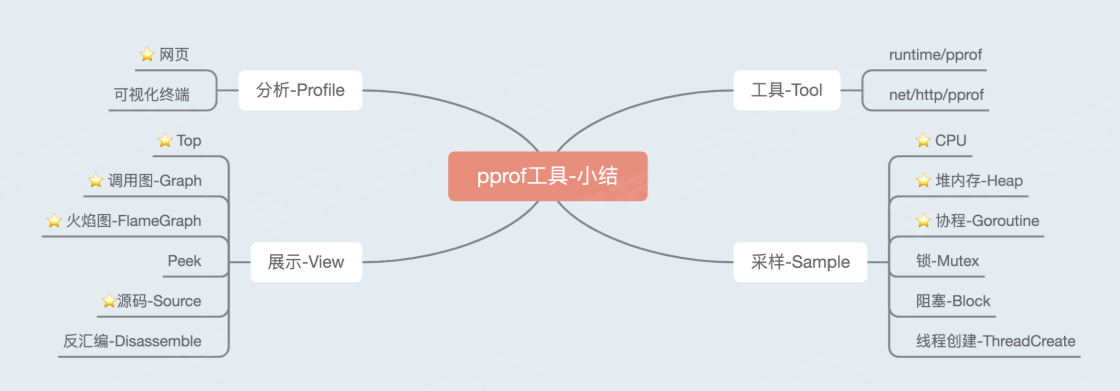 pprof工具-小结
分析-Profile
⭐ 网页
可视化终端
展示-View
⭐ Top
⭐ 调用图-Graph
⭐ 火焰图-FlameGraph
Peek
⭐源码-Source
反汇编-Disassemble
工具-Tool
runtime/pprof
net/http/pprof
采样-Sample
⭐ CPU
⭐ 堆内存-Heap
⭐ 协程-Goroutine
锁-Mutex
阻塞-Block
线程创建-ThreadCreate